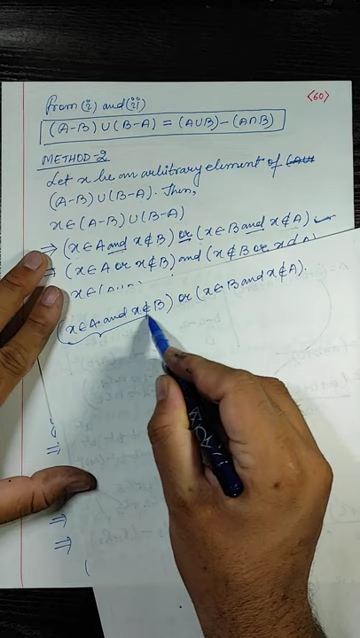 <60>
From (i) and (ii)
(A-B) ∪ (B-A) = (A∪B) - (A∩B)
METHOD-2
Let x be an arbitrary element of
(A-B) ∪ (B-A). Then,
x ∈ (A-B) ∪ (B-A)
⇒ (x ∈ A and x ∉ B) or (x ∈ B and x ∉ A)
⇒ (x ∈ A or x ∉ B) and (x ∉ B or x ∉ A)
(x ∈ A and x ∉ B) or (x ∈ B and x ∉ A).
⇒
⇒
⇒